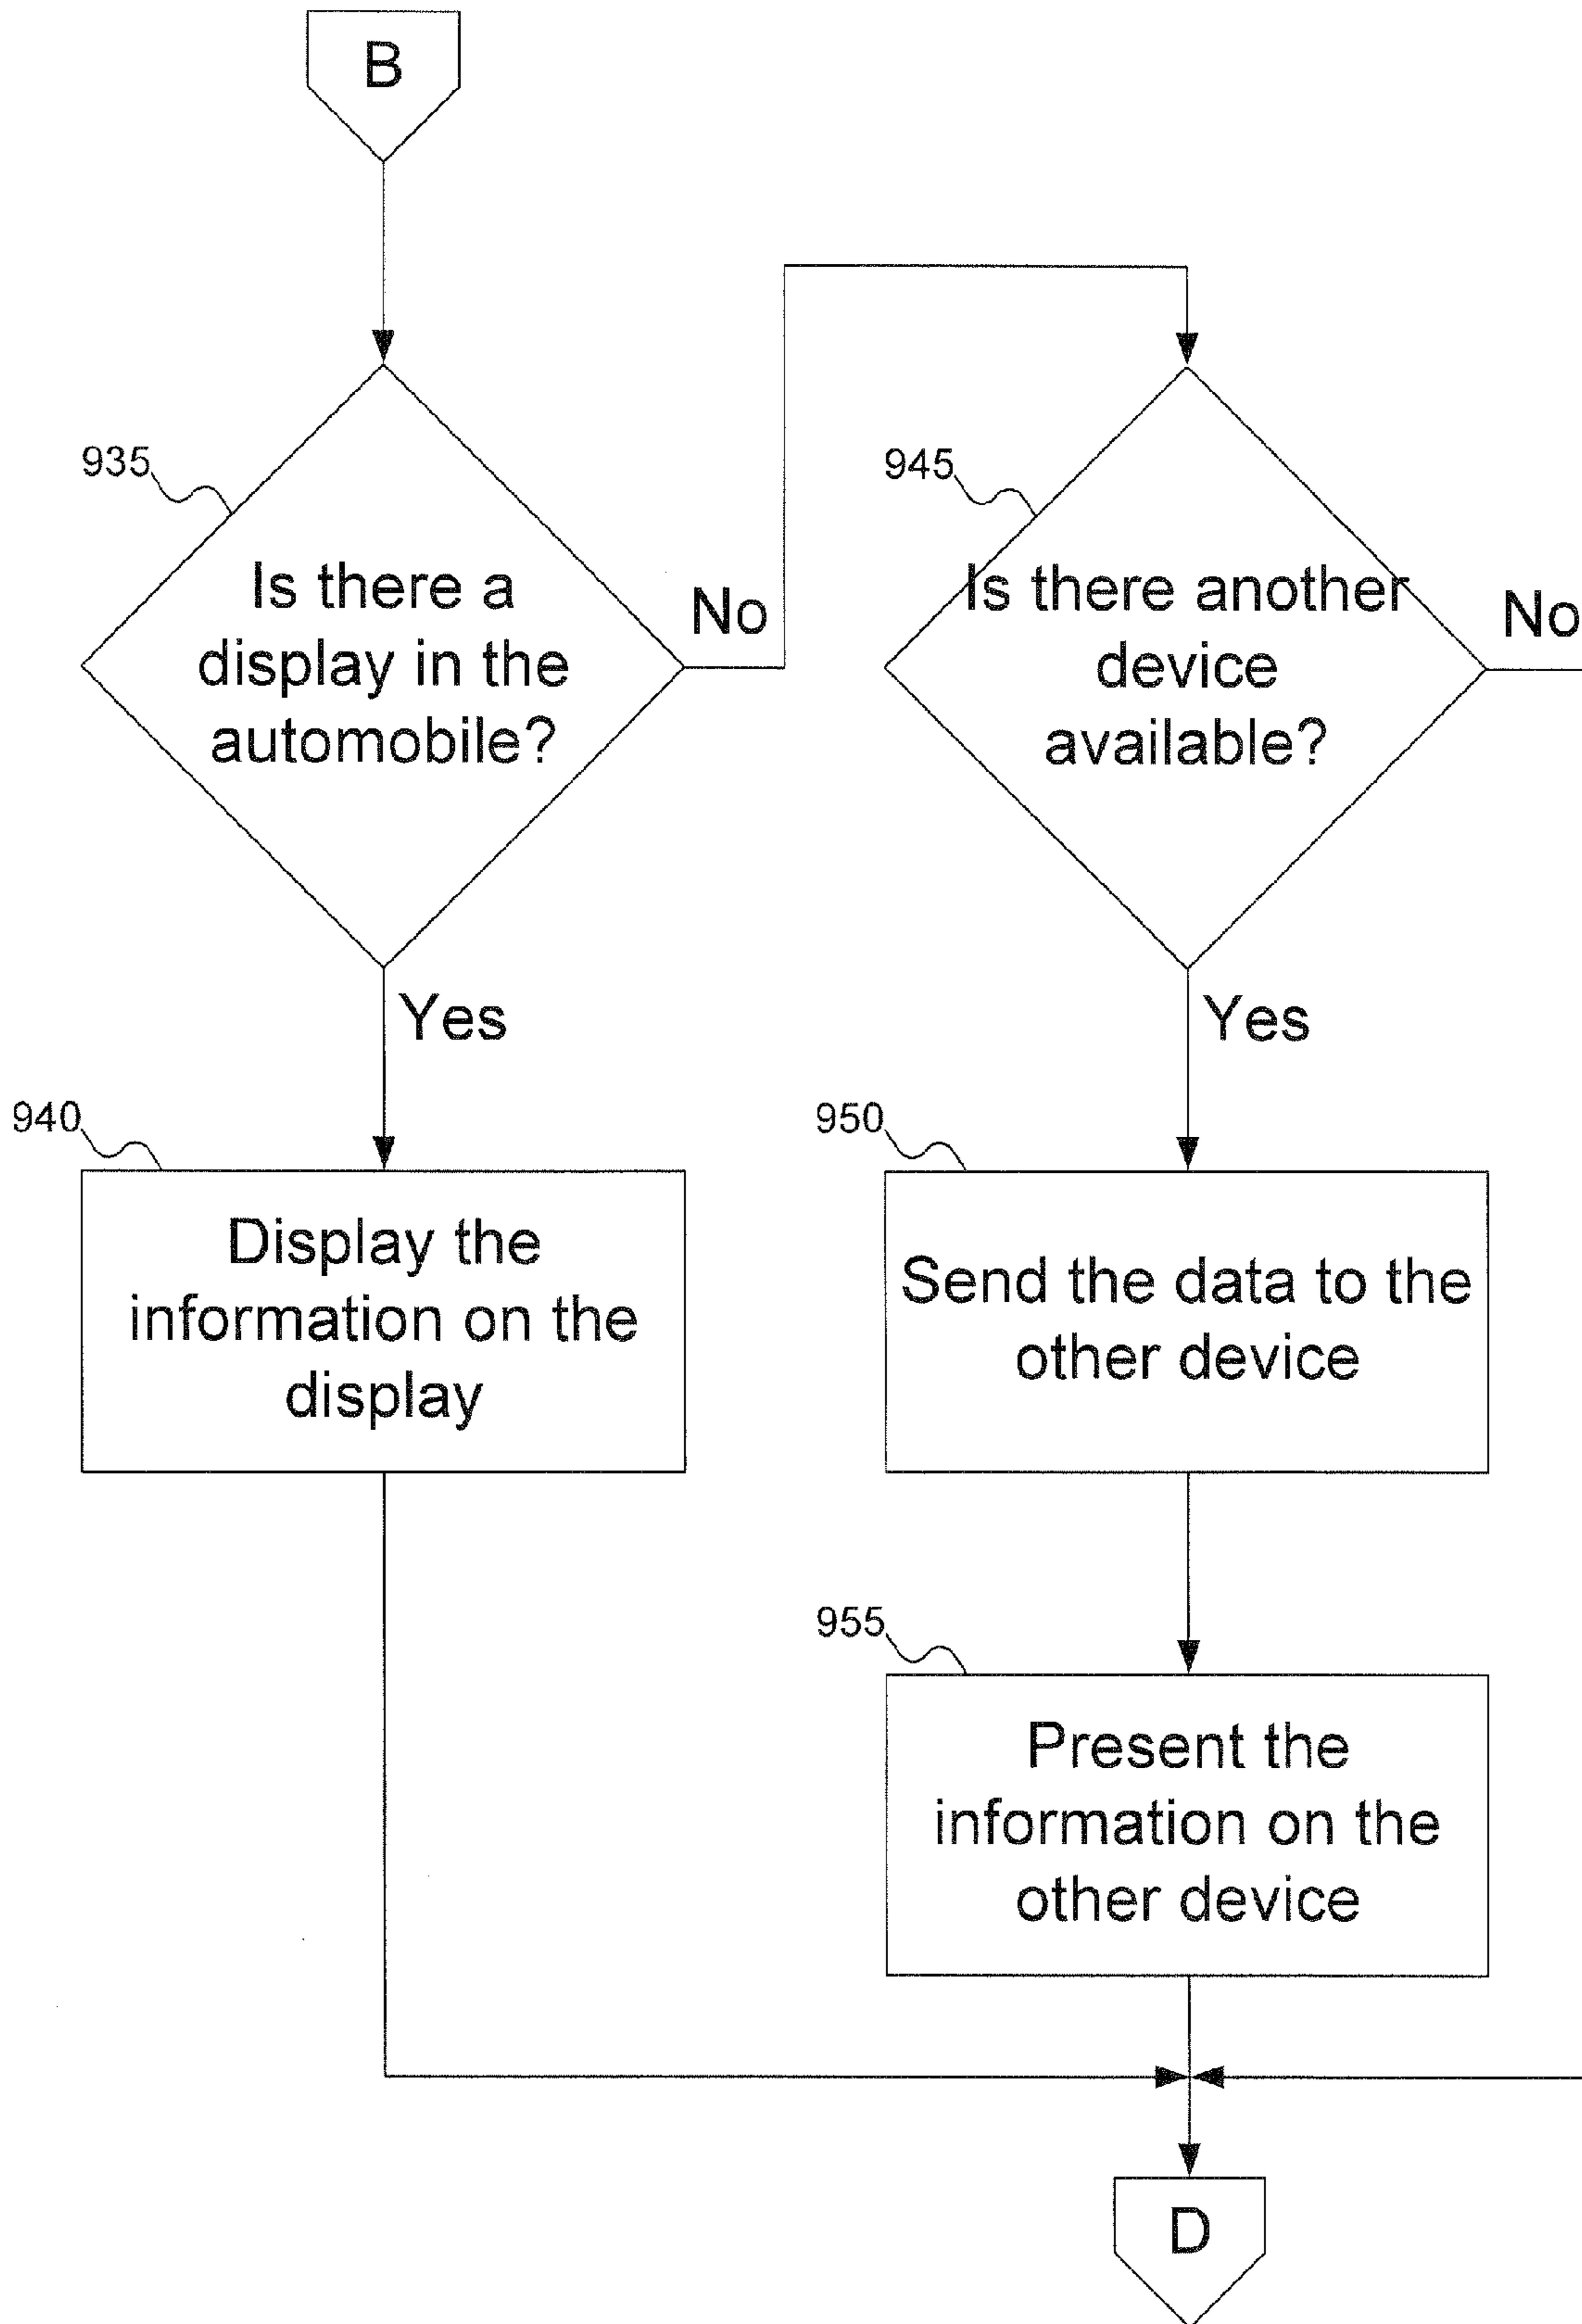 B
935
Is there a
display in the
automobile?
No
Yes
940
Display the
information on the
display
945
Is there another
device
available?
No
Yes
950
Send the data to the
other device
955
Present the
information on the
other device
D